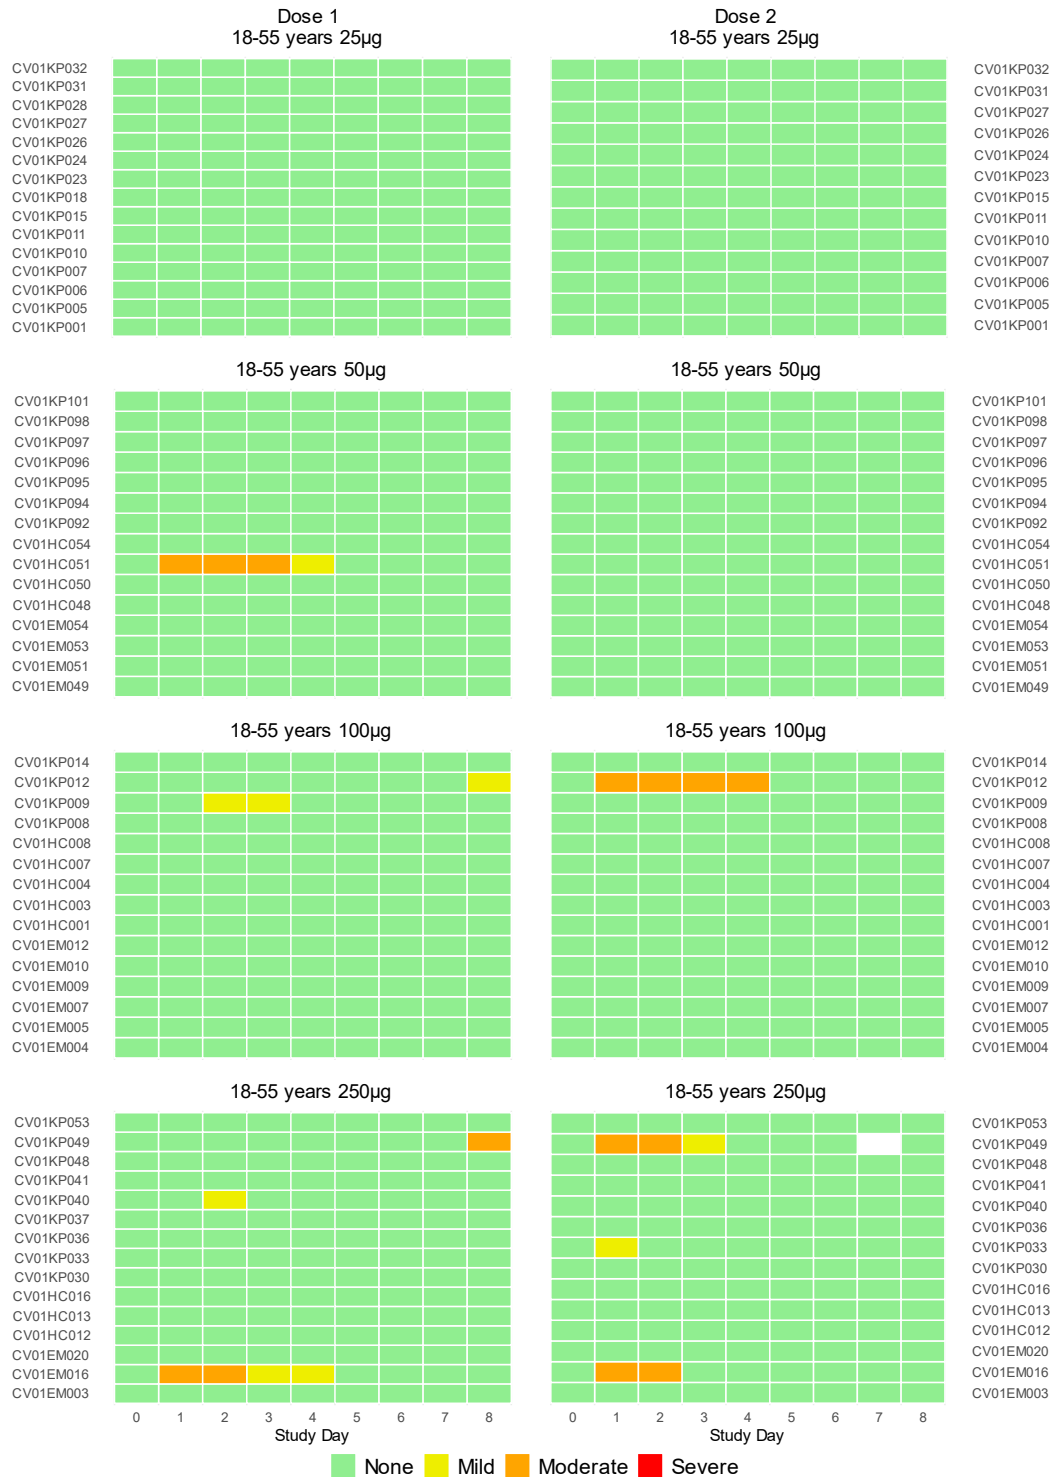 Dose 1
18-55 years 25µg
Dose 2
18-55 years 25µg
CV01KP032
CV01KP031
CV01KP028
CV01KP027
CV01KP026
CV01KP024
CV01KP023
CV01KP018
CV01KP015
CV01KP011
CV01KP010
CV01KP007
CV01KP006
CV01KP005
CV01KP001
CV01KP032
CV01KP031
CV01KP027
CV01KP026
CV01KP024
CV01KP023
CV01KP015
CV01KP011
CV01KP010
CV01KP007
CV01KP006
CV01KP005
CV01KP001
18-55 years 50µg
18-55 years 50µg
CV01KP101
CV01KP098
CV01KP097
CV01KP096
CV01KP095
CV01KP094
CV01KP092
CV01HC054
CV01HC051
CV01HC050
CV01HC048
CV01EM054
CV01EM053
CV01EM051
CV01EM049
CV01KP101
CV01KP098
CV01KP097
CV01KP096
CV01KP095
CV01KP094
CV01KP092
CV01HC054
CV01HC051
CV01HC050
CV01HC048
CV01EM054
CV01EM053
CV01EM051
CV01EM049
18-55 years 100µg
18-55 years 100µg
CV01KP014
CV01KP012
CV01KP009
CV01KP008
CV01HC008
CV01HC007
CV01HC004
CV01HC003
CV01HC001
CV01EM012
CV01EM010
CV01EM009
CV01EM007
CV01EM005
CV01EM004
CV01KP014
CV01KP012
CV01KP009
CV01KP008
CV01HC008
CV01HC007
CV01HC004
CV01HC003
CV01HC001
CV01EM012
CV01EM010
CV01EM009
CV01EM007
CV01EM005
CV01EM004
18-55 years 250µg
18-55 years 250µg
CV01KP053
CV01KP049
CV01KP048
CV01KP041
CV01KP040
CV01KP037
CV01KP036
CV01KP033
CV01KP030
CV01HC016
CV01HC013
CV01HC012
CV01EM020
CV01EM016
CV01EM003
CV01KP053
CV01KP049
CV01KP048
CV01KP041
CV01KP040
CV01KP036
CV01KP033
CV01KP030
CV01HC016
CV01HC013
CV01HC012
CV01EM020
CV01EM016
CV01EM003
0 1 2 3 4 5 6 7 8
Study Day
0 1 2 3 4 5 6 7 8
Study Day
None Mild Moderate Severe